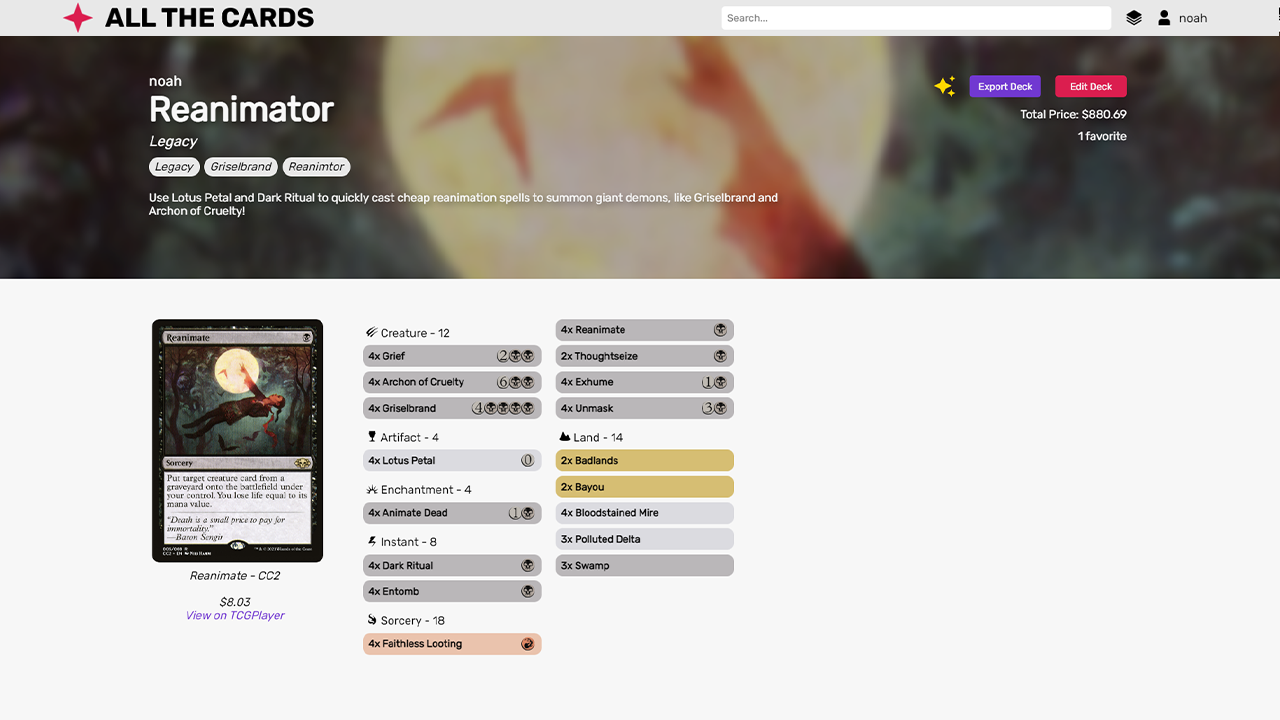 ALL THE CARDS
Search...
noah
noah
Reanimator
Legacy
Legacy
Griselbrand
Reanimtor
Use Lotus Petal and Dark Ritual to quickly cast cheap reanimation spells to summon giant demons, like Griselbrand and
Archon of Cruelty!
Export Deck
Edit Deck
Total Price: $880.69
1 favorite
Reanimate
Sorcery
Put target creature card from a
graveyard onto the battlefield under
your control. You lose life equal to its
mana value.
"Death is a small price to pay for
immortality."
—Baron Sengir
Reanimate - CC2
$8.03
View on TCGPlayer
Creature - 12
4x Grief 2
4x Archon of Cruelty 6
4x Griselbrand 4
Artifact - 4
4x Lotus Petal 0
Enchantment - 4
4x Animate Dead 1
Instant - 8
4x Dark Ritual
4x Entomb
Sorcery - 18
4x Faithless Looting
4x Reanimate
2x Thoughtseize
4x Exhume 1
4x Unmask 3
Land - 14
2x Badlands
2x Bayou
4x Bloodstained Mire
3x Polluted Delta
3x Swamp